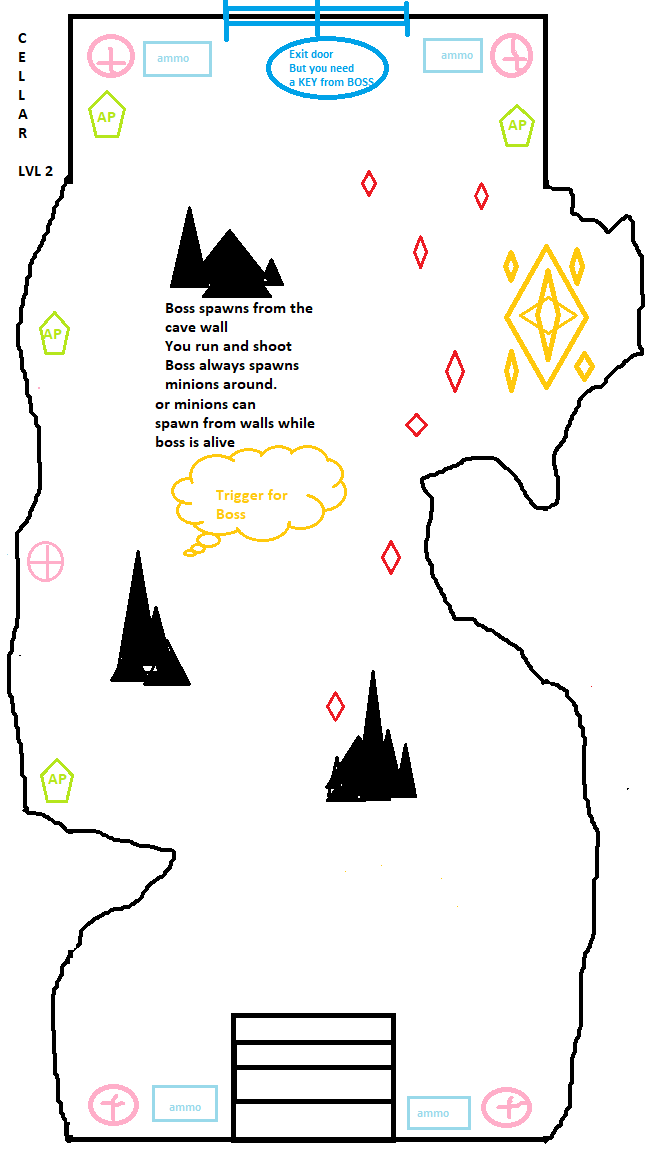 C
E
L
L
A
R
LVL 2
ammo
Exit door
But you need
a KEY from BOSS
ammo
AP
AP
AP
Boss spawns from the
cave wall
You run and shoot
Boss always spawns
minions around.
or minions can
spawn from walls while
boss is alive
Trigger for
Boss
AP
ammo
ammo